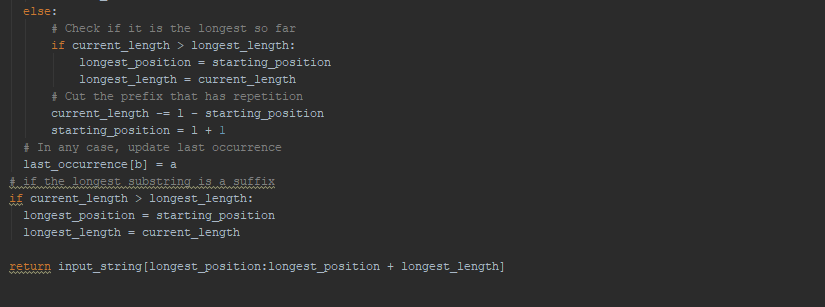 else:
# Check if it is the longest so far
if current_length > longest_length:
longest_position = starting_position
longest_length = current_length
# Cut the prefix that has repetition
current_length -= l - starting_position
starting_position = l + 1
# In any case, update last occurrence
last_occurrence[b] = a
# if the longest substring is a suffix
if current_length > longest_length:
longest_position = starting_position
longest_length = current_length
return input_string[longest_position:longest_position + longest_length]